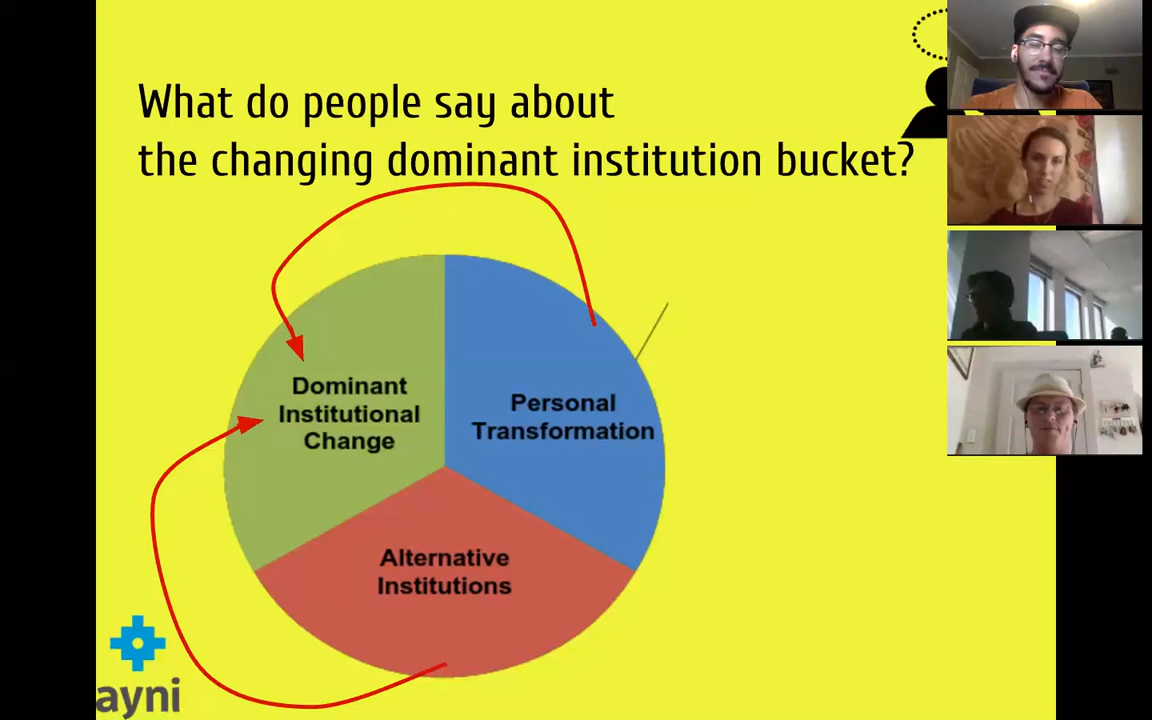 What do people say about
the changing dominant institution bucket?
Dominant
Institutional
Change
Personal
Transformation
Alternative
Institutions
ayni